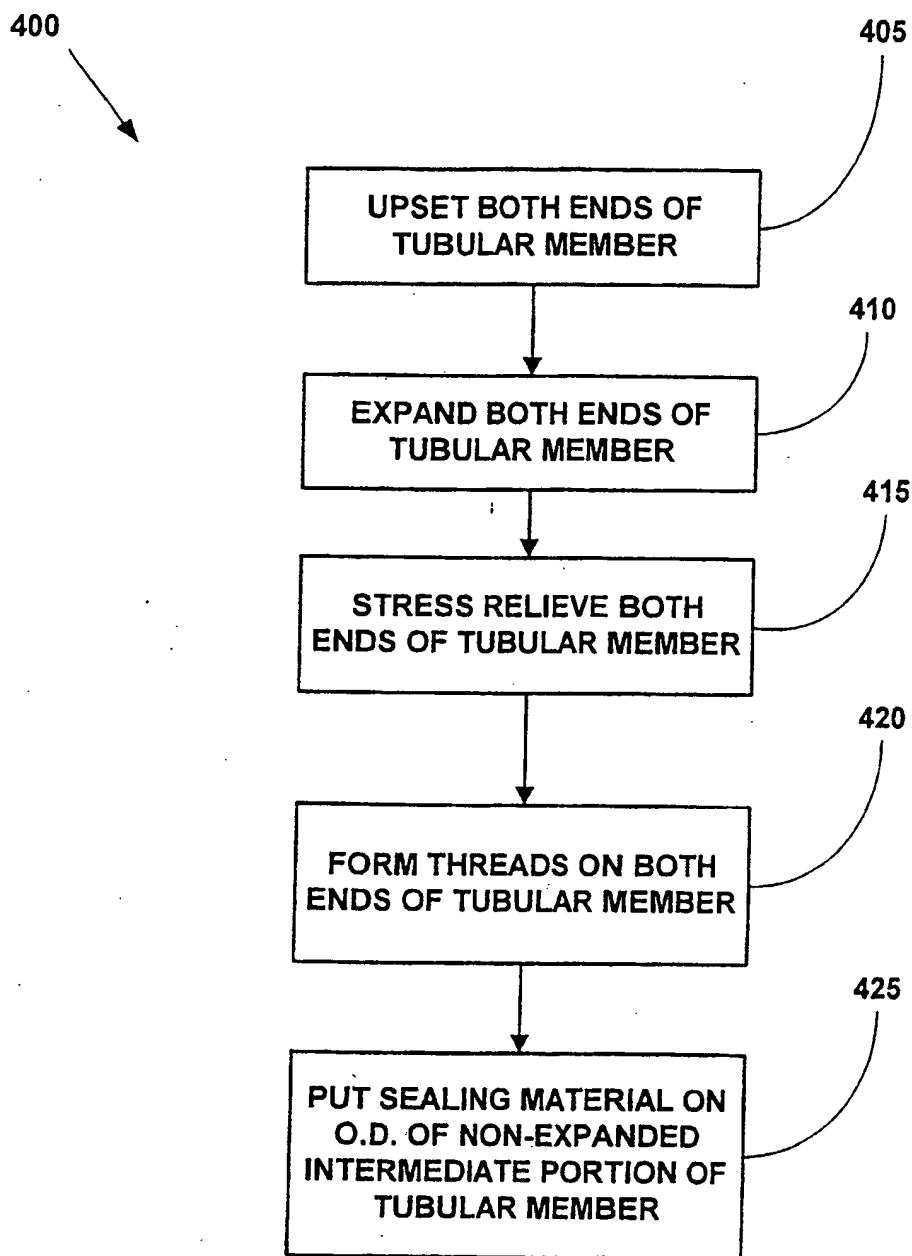 400
405
UPSET BOTH ENDS OF
TUBULAR MEMBER
410
EXPAND BOTH ENDS OF
TUBULAR MEMBER
415
STRESS RELIEVE BOTH
ENDS OF TUBULAR MEMBER
420
FORM THREADS ON BOTH
ENDS OF TUBULAR MEMBER
425
PUT SEALING MATERIAL ON
O.D. OF NON-EXPANDED
INTERMEDIATE PORTION OF
TUBULAR MEMBER